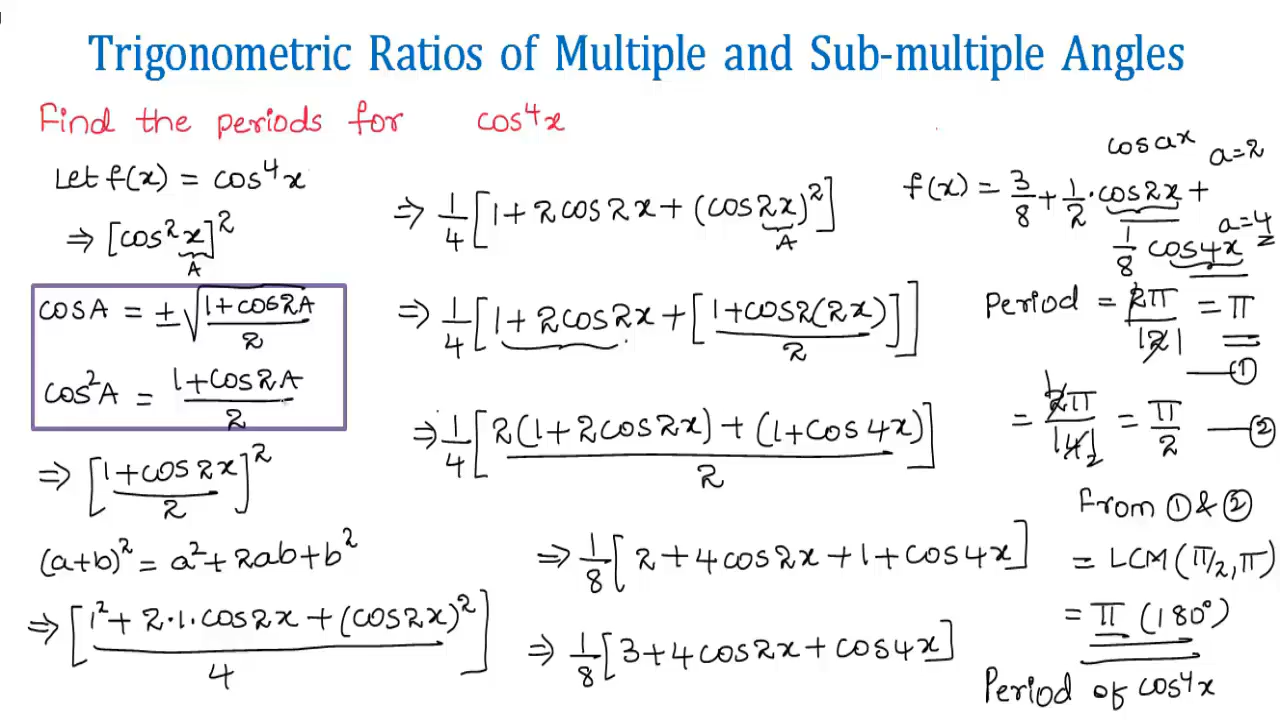 Trigonometric Ratios of Multiple and Sub-multiple Angles
Find the periods for cos⁴x
Let f(x) = cos⁴x
⇒ [cos²x]²
A
cosA = ±√(1+cos2A)/2
cos²A = (1+cos2A)/2
⇒ [(1+cos2x)/2]²
(a+b)² = a²+2ab+b²
⇒ [(1²+2·1·cos2x+(cos2x)²)/4]
⇒ 1/4[1+2cos2x+(cos2x)²]
A
⇒ 1/4[1+2cos2x+[(1+cos2(2x))/2]]
⇒ 1/4[(2(1+2cos2x)+(1+cos4x))/2]
⇒ 1/8[2+4cos2x+1+cos4x]
⇒ 1/8[3+4cos2x+cos4x]
cosax
a=2
f(x) = 3/8+1/2·cos2x+
a=4
1/8 cos4x
Period = 2π/|2| = π
—①
= 2π/|4| 2 = π/2 —②
From ①&②
= LCM(π/2,π)
= π (180°)
Period of cos⁴x